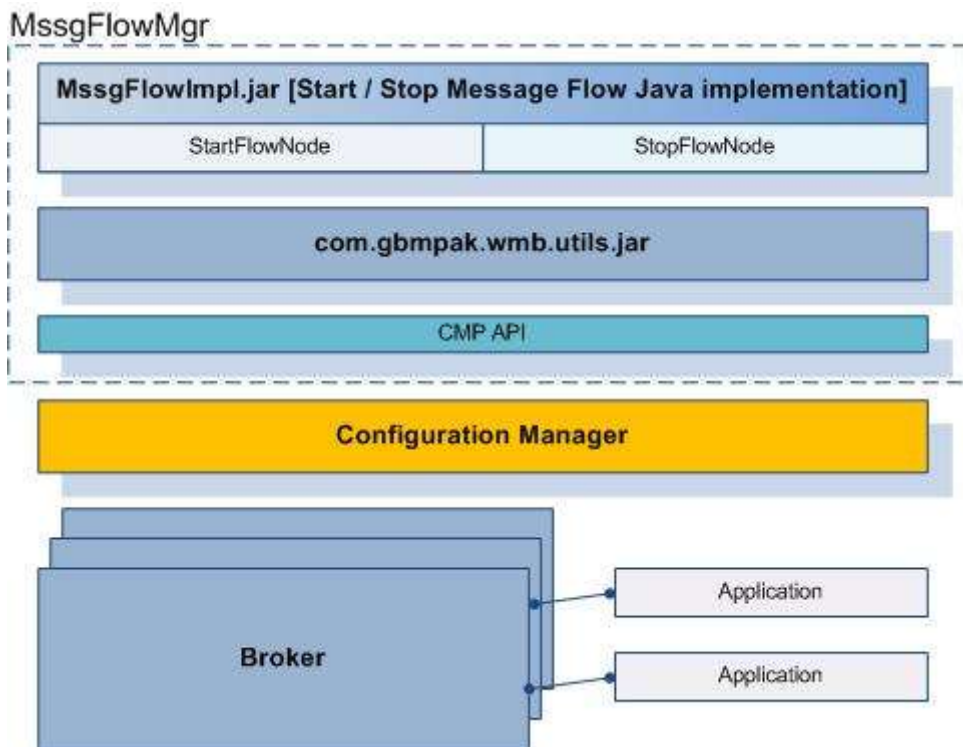 MssgFlowMgr
MssgFlowImpl.jar [Start / Stop Message Flow Java implementation]
StartFlowNode
StopFlowNode
com.gbmpak.wmb.utils.jar
CMP API
Configuration Manager
Application
Broker
Application